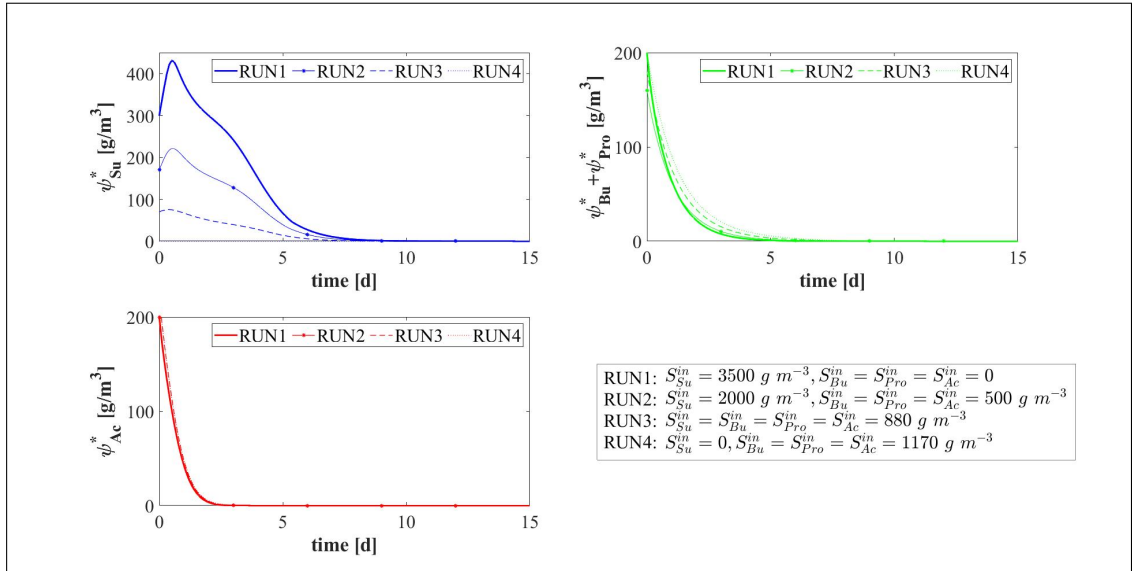 RUN1 RUN2 RUN3 RUN4
ψ*Su [g/m³]
400
300
200
100
0
0 5 10 15
time [d]
RUN1 RUN2 RUN3 RUN4
ψ*Bu+ψ*Pro [g/m³]
200
100
0
0 5 10 15
time [d]
RUN1 RUN2 RUN3 RUN4
ψ*Ac [g/m³]
200
100
0
0 5 10 15
time [d]
RUN1: S^in_Su = 3500 g m^−3, S^in_Bu = S^in_Pro = S^in_Ac = 0
RUN2: S^in_Su = 2000 g m^−3, S^in_Bu = S^in_Pro = S^in_Ac = 500 g m^−3
RUN3: S^in_Su = S^in_Bu = S^in_Pro = S^in_Ac = 880 g m^−3
RUN4: S^in_Su = 0, S^in_Bu = S^in_Pro = S^in_Ac = 1170 g m^−3